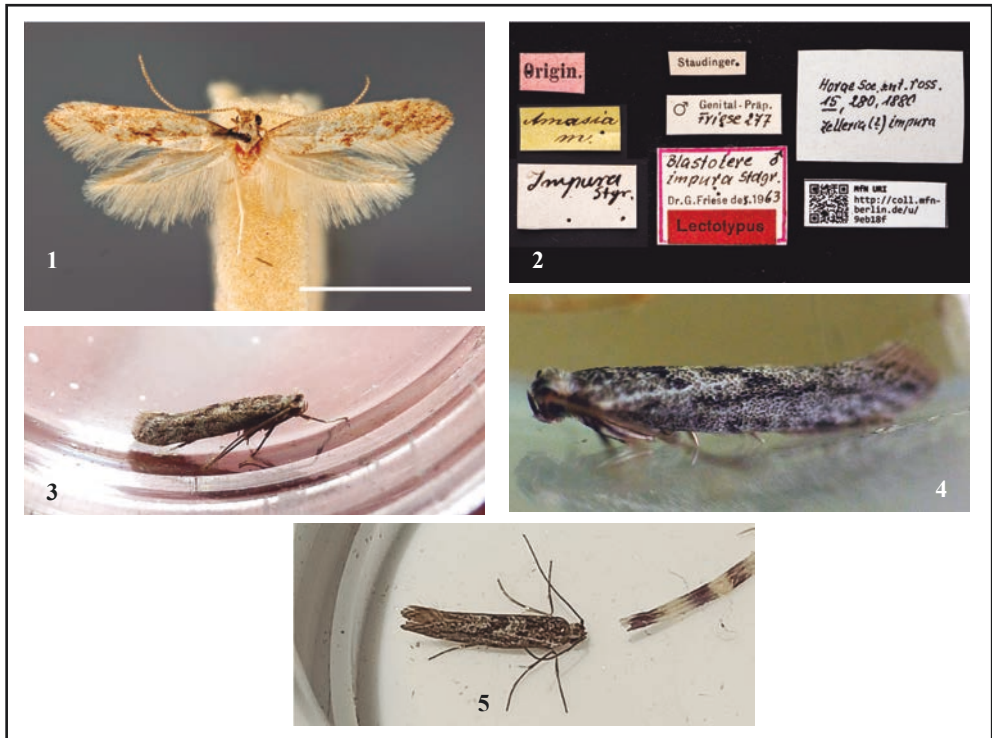 1
2
Origin.
Amasia
m.
Impura
Stgr.
Staudinger.
♂ Genital-Präp.
Friese 277
Blastotere ♂
impura Stdgr.
Dr. G. Friese det. 1963
Lectotypus
Horae Soc. ent. ross.
15, 280, 1880
Zelleria (?) impura
MfN URI
http://coll.mfn-
berlin.de/u/
9eb18f
3
4
5